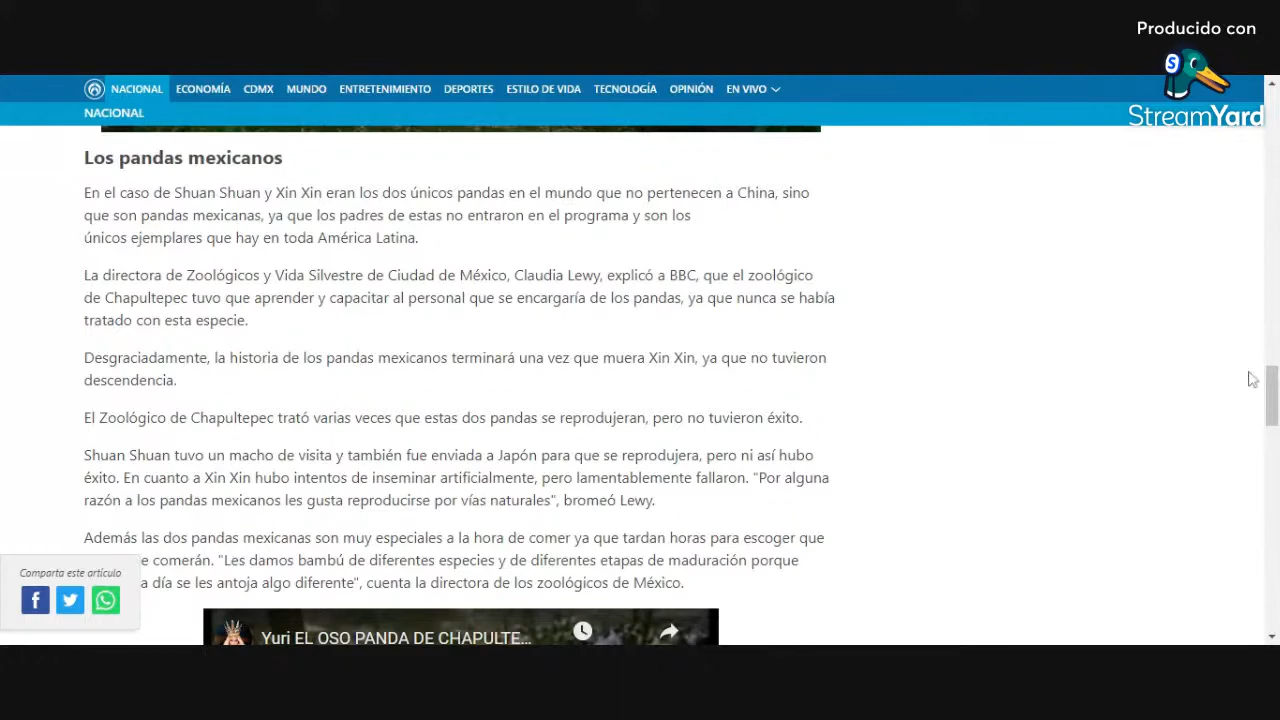 Producido con
StreamYard
NACIONAL ECONOMÍA CDMX MUNDO ENTRETENIMIENTO DEPORTES ESTILO DE VIDA TECNOLOGÍA OPINIÓN EN VIVO
NACIONAL
Los pandas mexicanos
En el caso de Shuan Shuan y Xin Xin eran los dos únicos pandas en el mundo que no pertenecen a China, sino
que son pandas mexicanas, ya que los padres de estas no entraron en el programa y son los
únicos ejemplares que hay en toda América Latina.
La directora de Zoológicos y Vida Silvestre de Ciudad de México, Claudia Lewy, explicó a BBC, que el zoológico
de Chapultepec tuvo que aprender y capacitar al personal que se encargaría de los pandas, ya que nunca se había
tratado con esta especie.
Desgraciadamente, la historia de los pandas mexicanos terminará una vez que muera Xin Xin, ya que no tuvieron
descendencia.
El Zoológico de Chapultepec trató varias veces que estas dos pandas se reprodujeran, pero no tuvieron éxito.
Shuan Shuan tuvo un macho de visita y también fue enviada a Japón para que se reprodujera, pero ni así hubo
éxito. En cuanto a Xin Xin hubo intentos de inseminar artificialmente, pero lamentablemente fallaron. "Por alguna
razón a los pandas mexicanos les gusta reproducirse por vías naturales", bromeó Lewy.
Además las dos pandas mexicanas son muy especiales a la hora de comer ya que tardan horas para escoger que
e comerán. "Les damos bambú de diferentes especies y de diferentes etapas de maduración porque
a día se les antoja algo diferente", cuenta la directora de los zoológicos de México.
Comparta este artículo
Yuri EL OSO PANDA DE CHAPULTE...